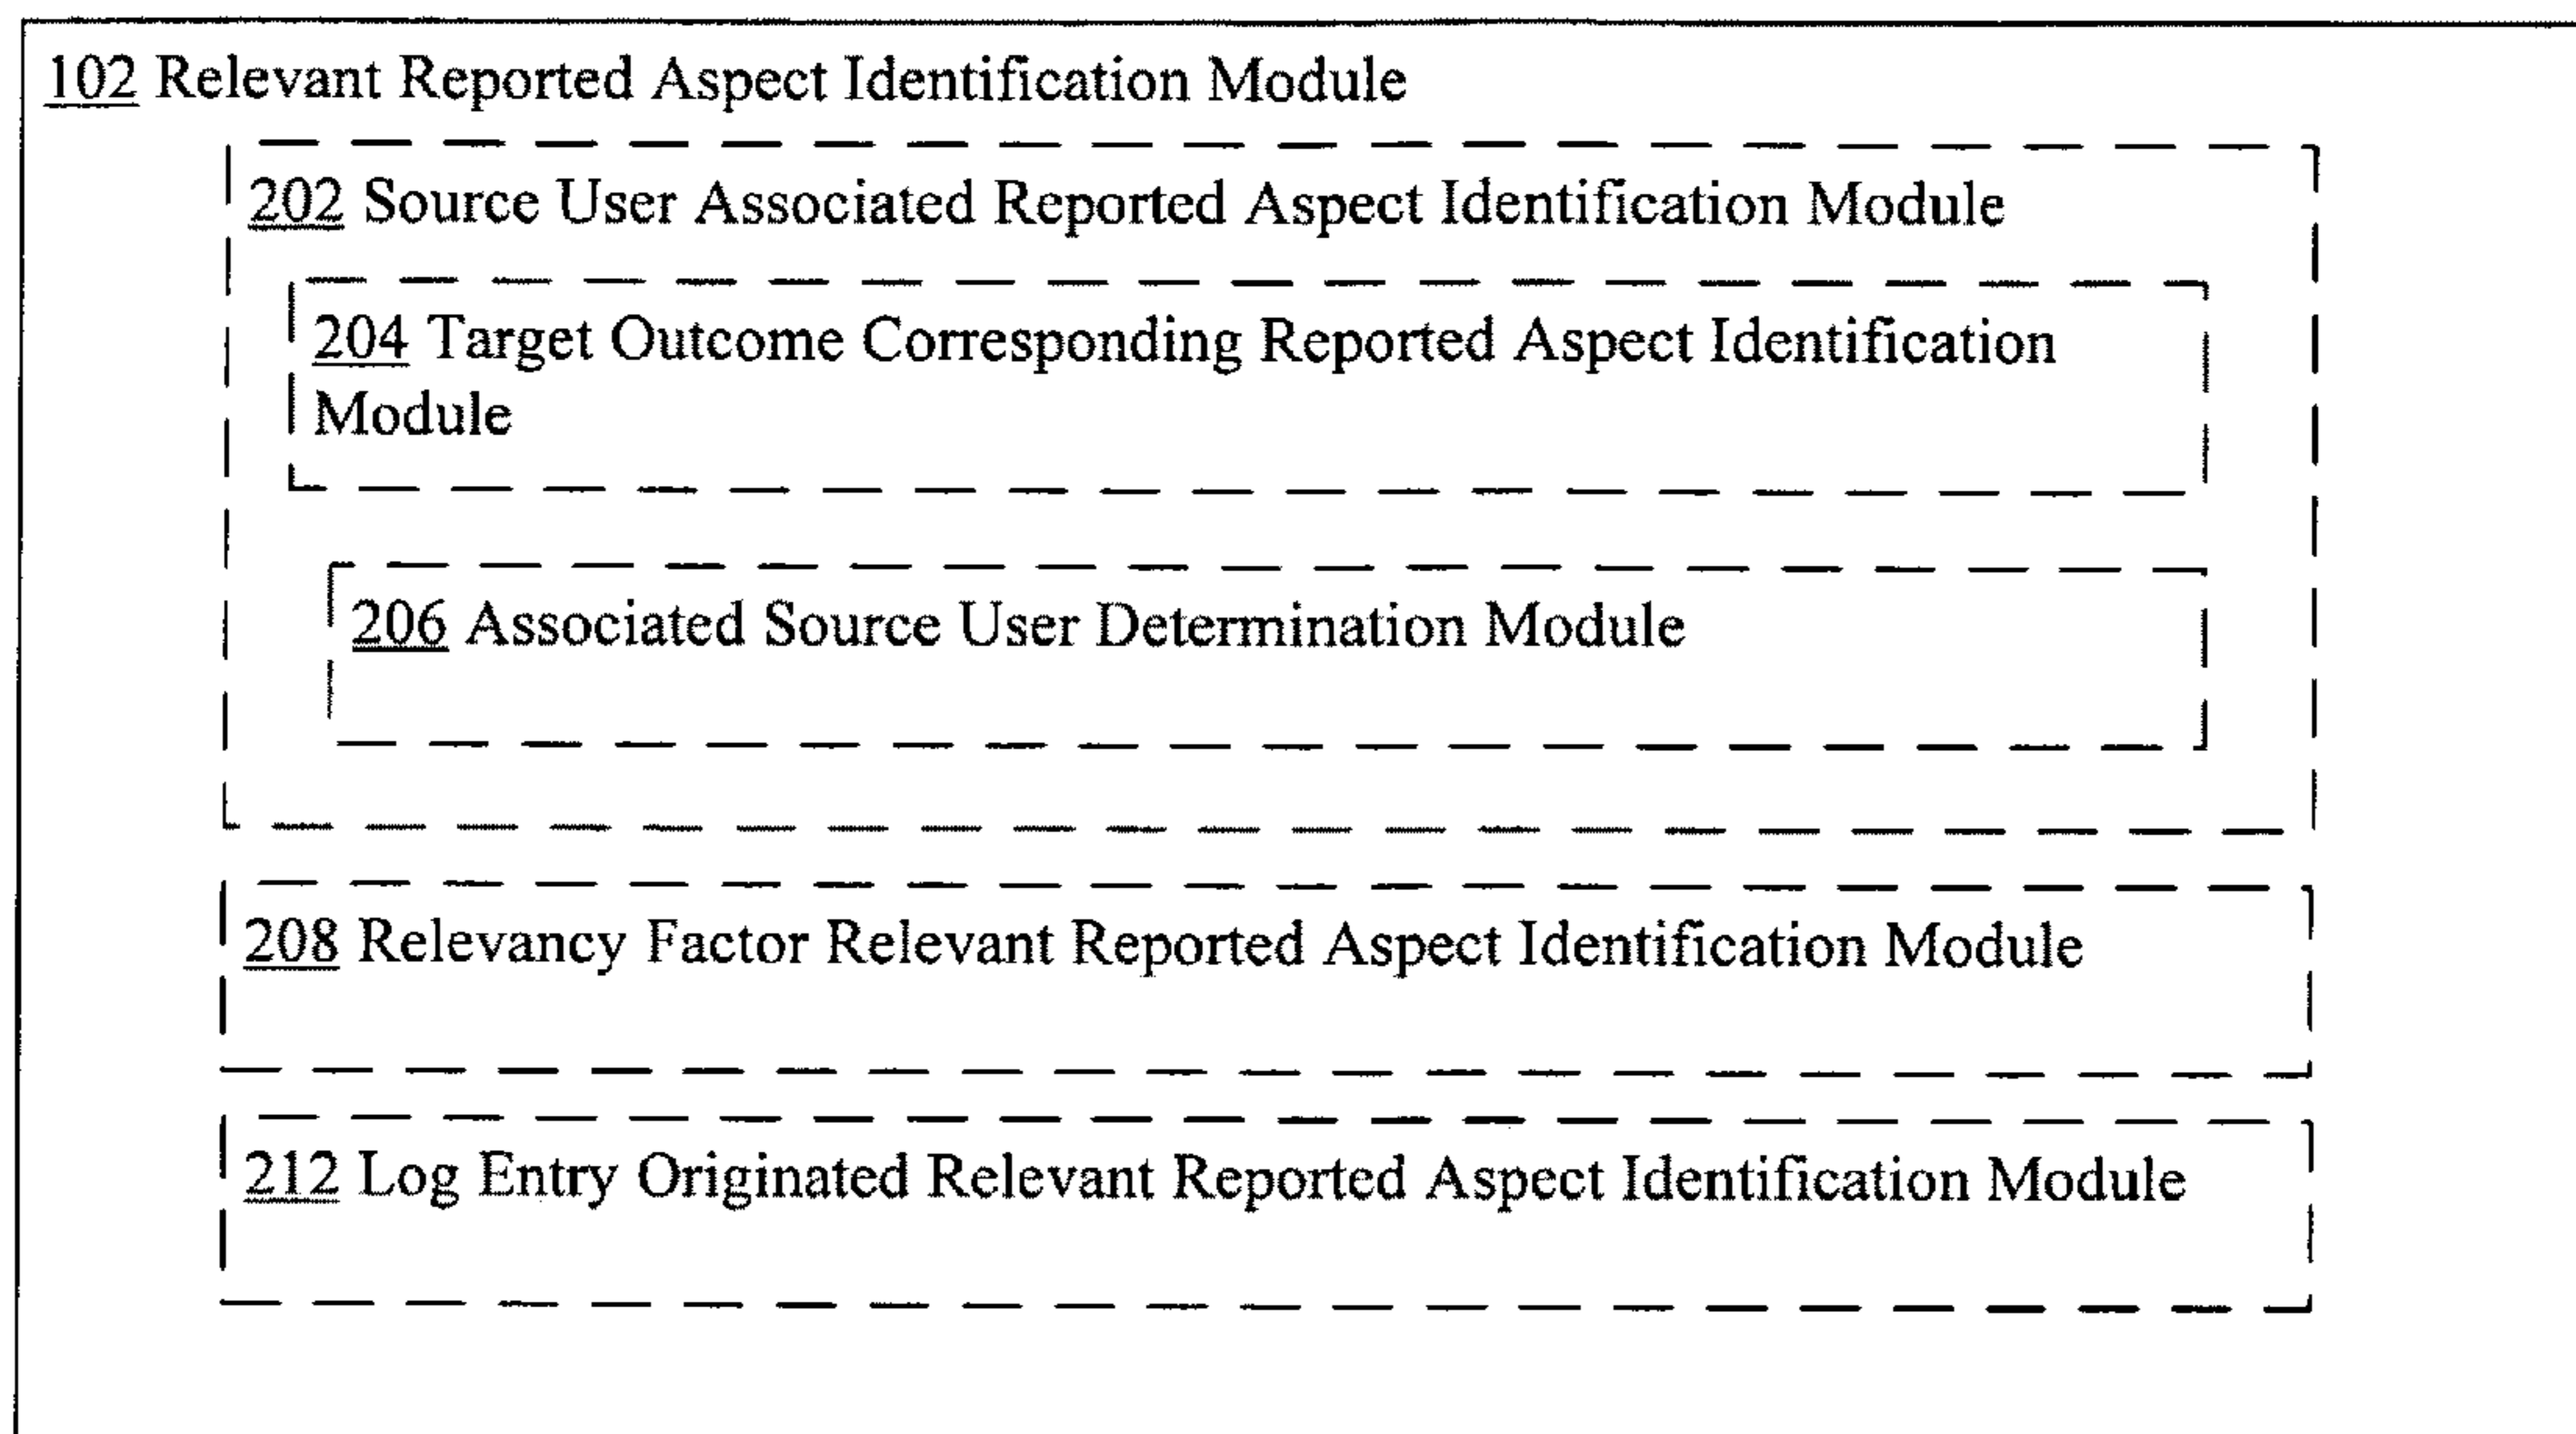 102 Relevant Reported Aspect Identification Module
202 Source User Associated Reported Aspect Identification Module
204 Target Outcome Corresponding Reported Aspect Identification
Module
206 Associated Source User Determination Module
208 Relevancy Factor Relevant Reported Aspect Identification Module
212 Log Entry Originated Relevant Reported Aspect Identification Module